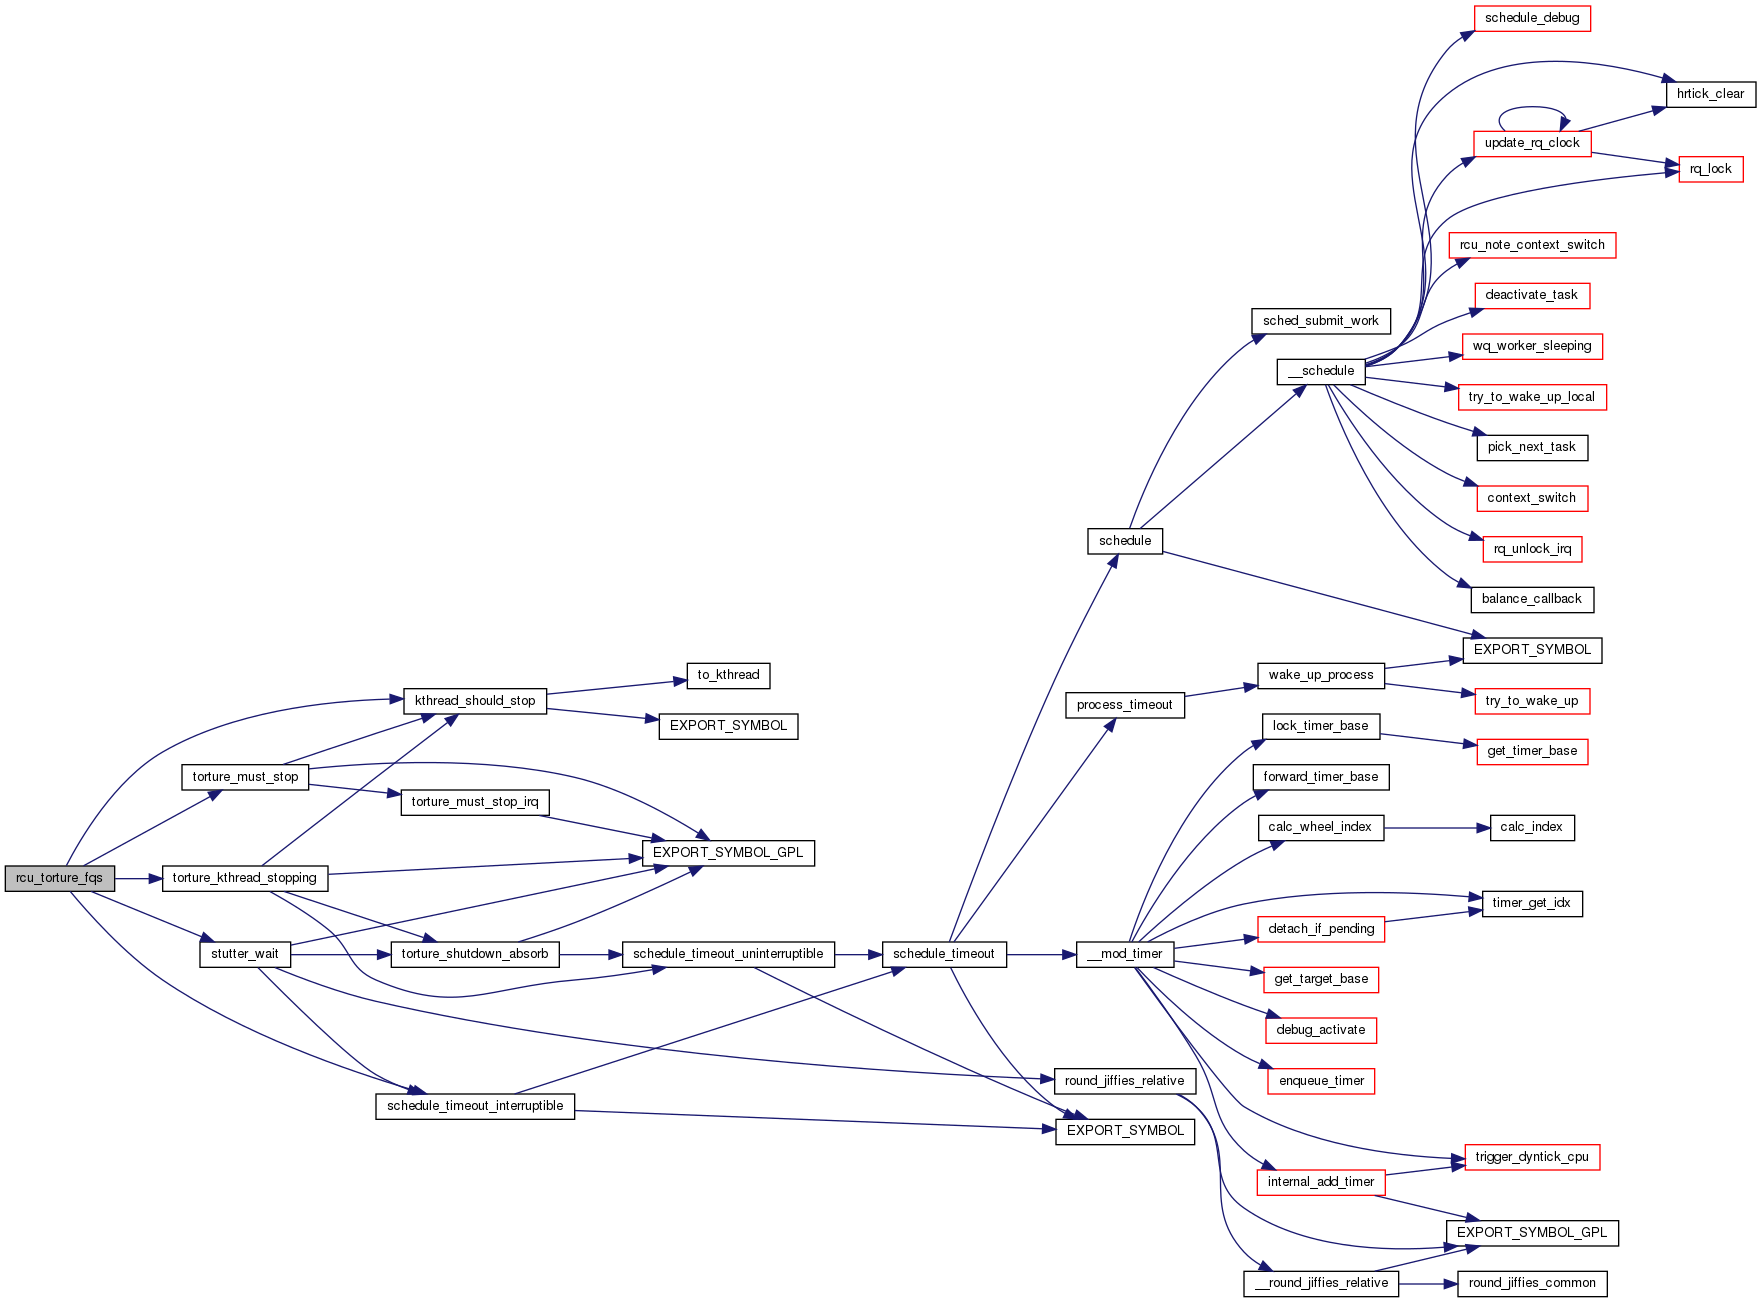 schedule_debug
hrtick_clear
update_rq_clock
rq_lock
rcu_note_context_switch
deactivate_task
sched_submit_work
wq_worker_sleeping
__schedule
try_to_wake_up_local
pick_next_task
context_switch
schedule
rq_unlock_irq
balance_callback
EXPORT_SYMBOL
to_kthread
wake_up_process
kthread_should_stop
try_to_wake_up
process_timeout
EXPORT_SYMBOL
lock_timer_base
get_timer_base
torture_must_stop
forward_timer_base
torture_must_stop_irq
calc_wheel_index
calc_index
EXPORT_SYMBOL_GPL
rcu_torture_fqs
torture_kthread_stopping
timer_get_idx
detach_if_pending
stutter_wait
torture_shutdown_absorb
schedule_timeout_uninterruptible
schedule_timeout
__mod_timer
get_target_base
debug_activate
round_jiffies_relative
enqueue_timer
schedule_timeout_interruptible
EXPORT_SYMBOL
trigger_dyntick_cpu
internal_add_timer
EXPORT_SYMBOL_GPL
__round_jiffies_relative
round_jiffies_common